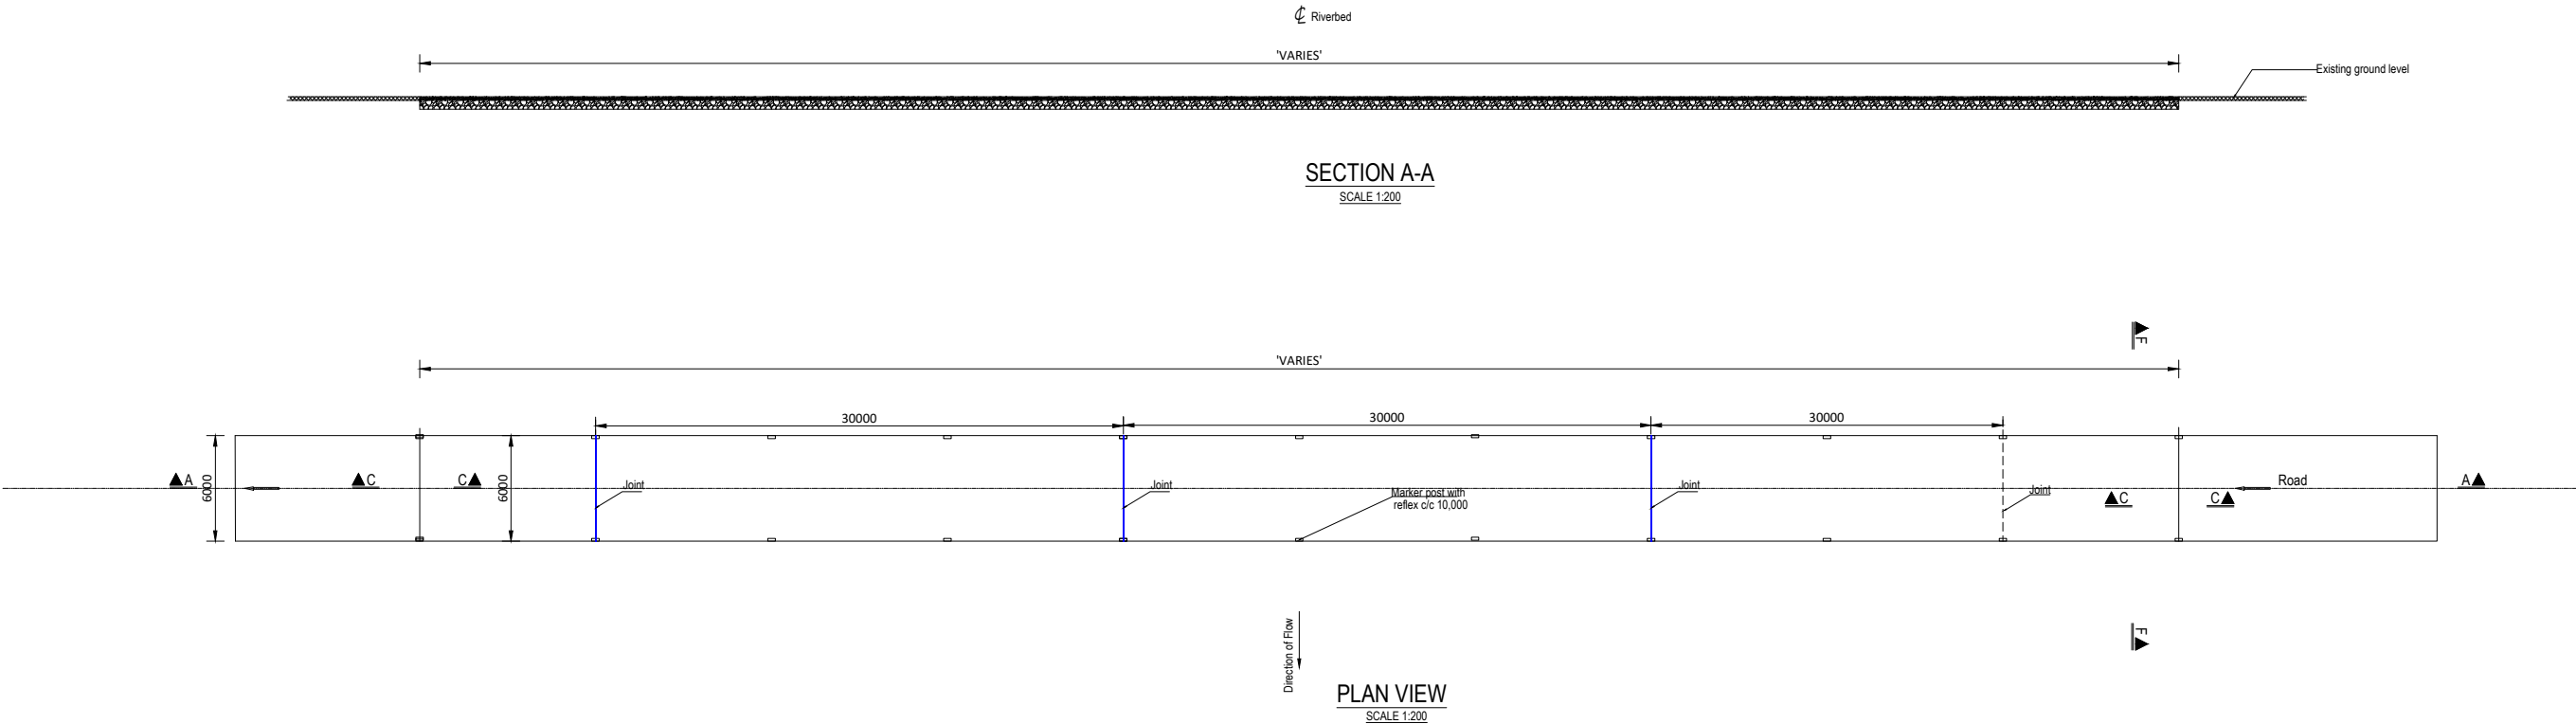 ℄ Riverbed
'VARIES'
Existing ground level
SECTION A-A
SCALE 1:200
F
'VARIES'
30000
30000
30000
A
6000
C
C
6000
Joint
Joint
Marker post with
reflex c/c 10,000
Joint
Joint
C
C
Road
A
Direction of Flow
F
PLAN VIEW
SCALE 1:200